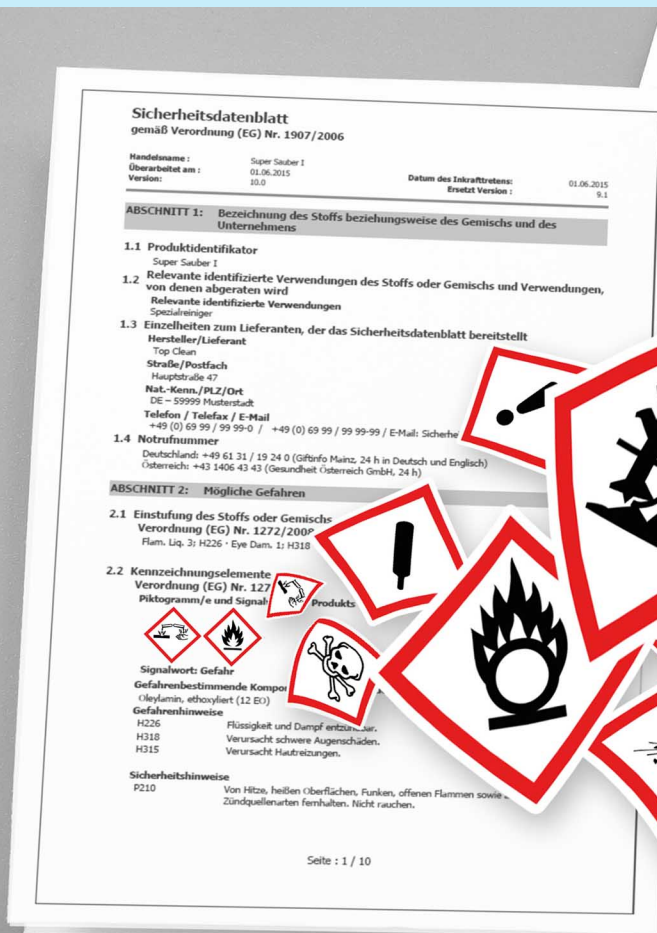 Sicherheitsdatenblatt
gemäß Verordnung (EG) Nr. 1907/2006
Handelsname : Super Sauber I
Überarbeitet am : 01.06.2015 Datum des Inkrafttretens: 01.06.2015
Version: 10.0 Ersetzt Version : 9.1
ABSCHNITT 1: Bezeichnung des Stoffs beziehungsweise des Gemischs und des
Unternehmens
1.1 Produktidentifikator
Super Sauber I
1.2 Relevante identifizierte Verwendungen des Stoffs oder Gemischs und Verwendungen,
von denen abgeraten wird
Relevante identifizierte Verwendungen
Spezialreiniger
1.3 Einzelheiten zum Lieferanten, der das Sicherheitsdatenblatt bereitstellt
Hersteller/Lieferant
Top Clean
Straße/Postfach
Hauptstraße 47
Nat.-Kenn./PLZ/Ort
DE – 59999 Musterstadt
Telefon / Telefax / E-Mail
+49 (0) 69 99 / 99 99-0 / +49 (0) 69 99 / 99 99-99 / E-Mail: Sicherhe
1.4 Notrufnummer
Deutschland: +49 61 31 / 19 24 0 (Giftinfo Mainz, 24 h in Deutsch und Englisch)
Österreich: +43 1406 43 43 (Gesundheit Österreich GmbH, 24 h)
ABSCHNITT 2: Mögliche Gefahren
2.1 Einstufung des Stoffs oder Gemischs
Verordnung (EG) Nr. 1272/2008
Flam. Liq. 3; H226 · Eye Dam. 1; H318
2.2 Kennzeichnungselemente
Verordnung (EG) Nr. 127
Piktogramm/e und Signal Produkts
Signalwort: Gefahr
Gefahrenbestimmende Kompo
Oleylamin, ethoxyliert (12 EO)
Gefahrenhinweise
H226 Flüssigkeit und Dampf entzündbar.
H318 Verursacht schwere Augenschäden.
H315 Verursacht Hautreizungen.
Sicherheitshinweise
P210 Von Hitze, heißen Oberflächen, Funken, offenen Flammen sowie
Zündquellenarten fernhalten. Nicht rauchen.
Seite : 1 / 10